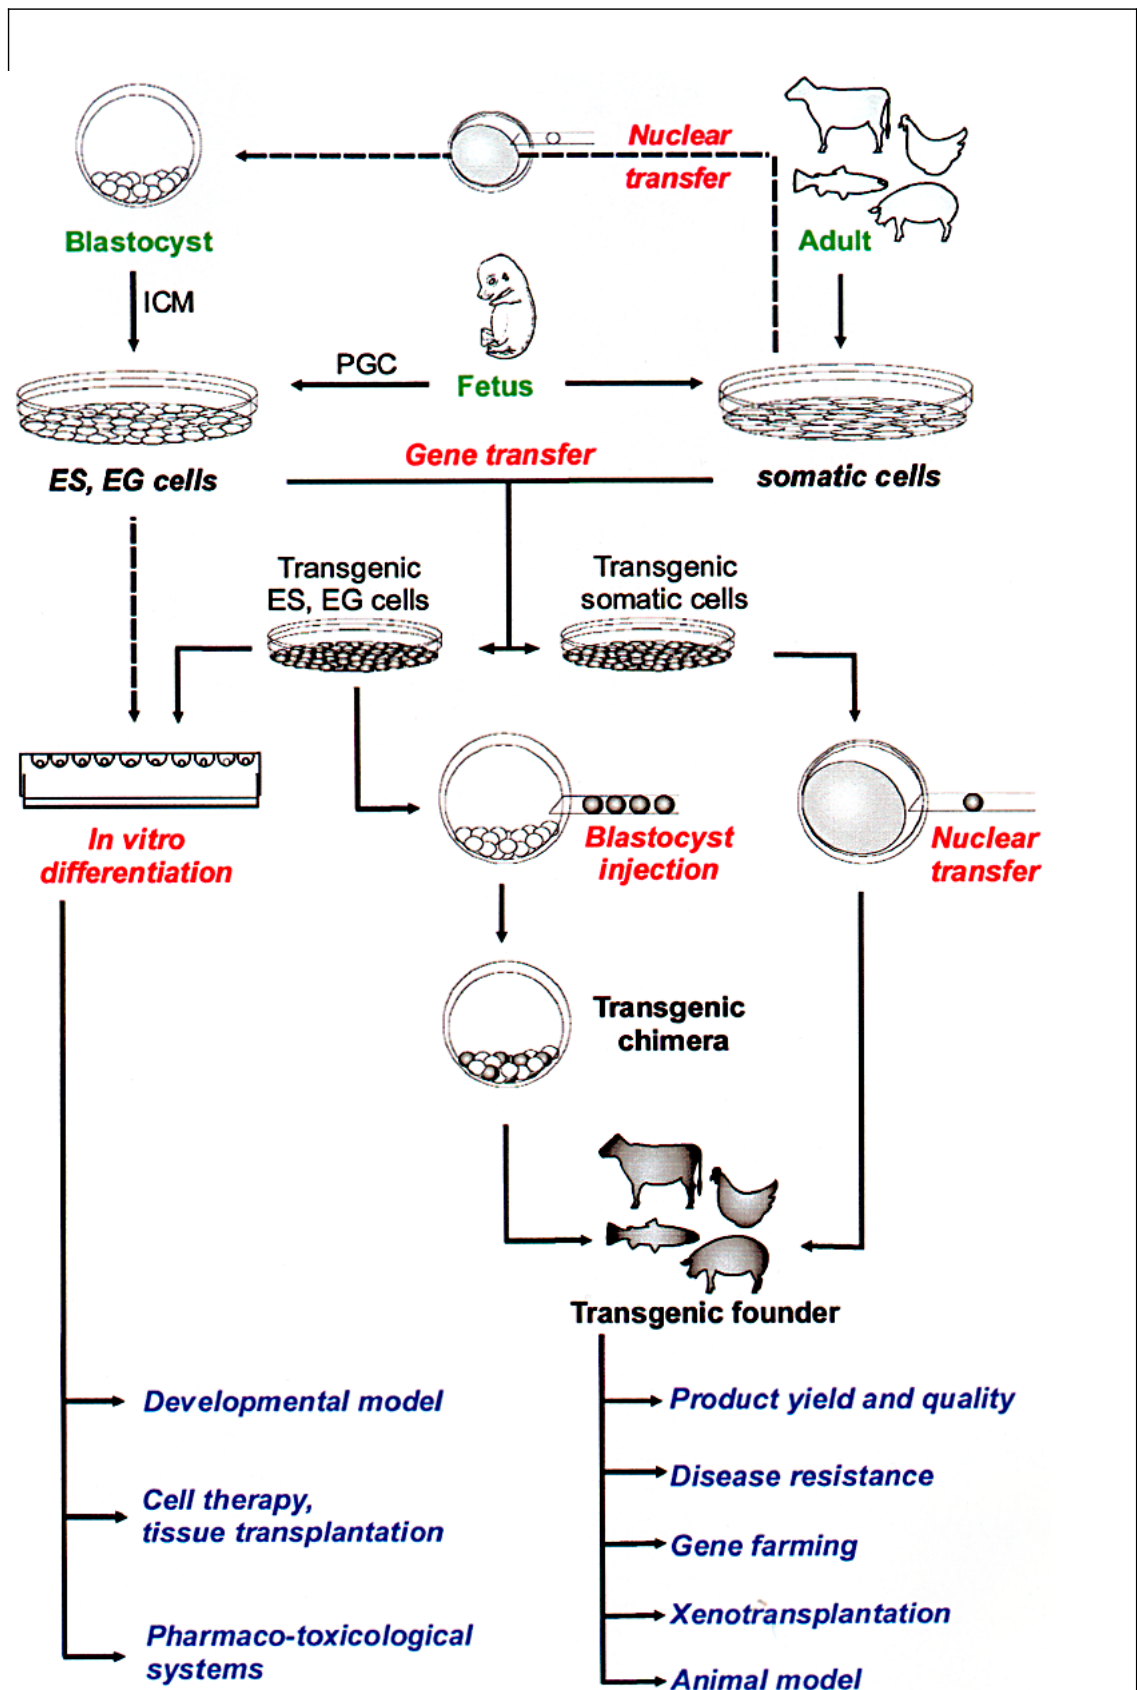 Nuclear
transfer
Blastocyst
Adult
ICM
PGC
Fetus
Gene transfer
ES, EG cells
somatic cells
Transgenic
ES, EG cells
Transgenic
somatic cells
In vitro
differentiation
Blastocyst
injection
Nuclear
transfer
Transgenic
chimera
Transgenic founder
Developmental model
Cell therapy,
tissue transplantation
Pharmaco-toxicological
systems
Product yield and quality
Disease resistance
Gene farming
Xenotransplantation
Animal model